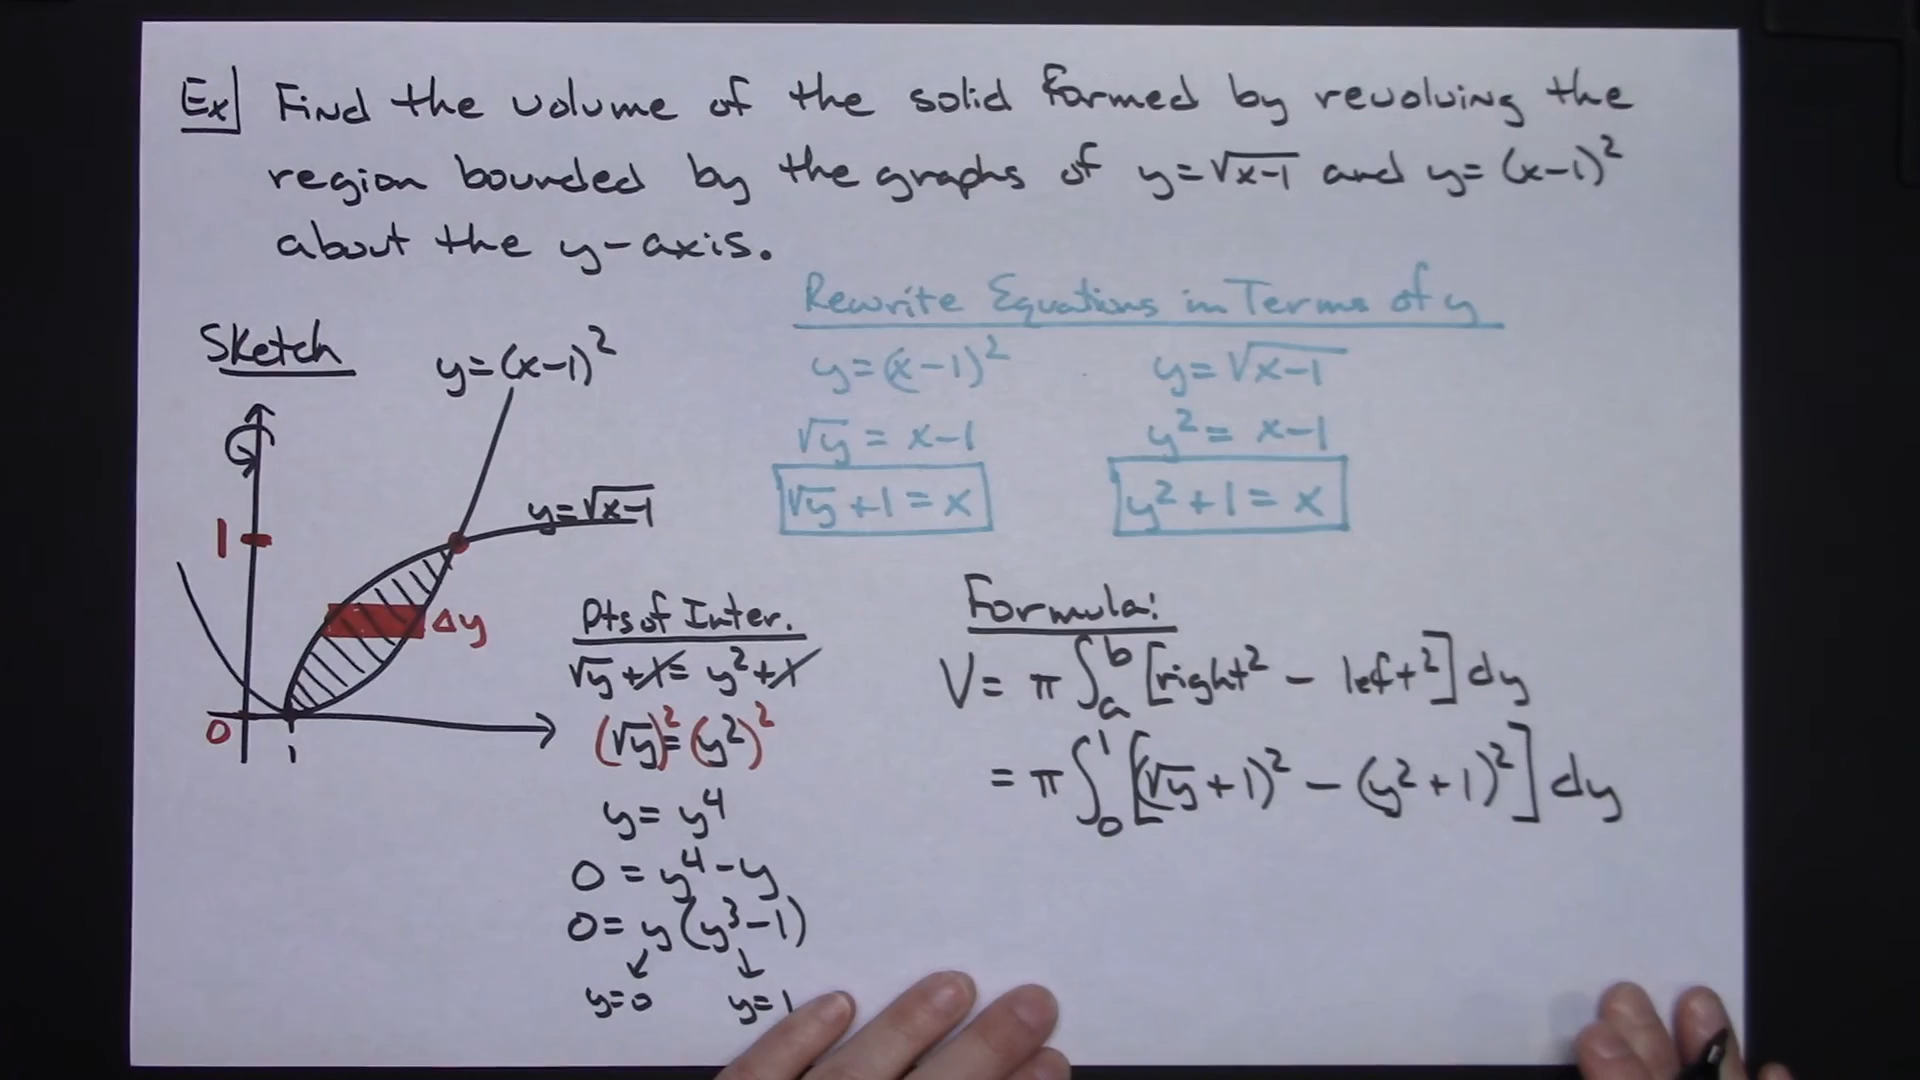 Ex| Find the volume of the solid formed by revolving the
region bounded by the graphs of y=√(x-1) and y=(x-1)²
about the y-axis.
Sketch
y=(x-1)²
y=√(x-1)
1
Δy
0
1
Rewrite Equations in Terms of y
y=(x-1)²
√y = x-1
√y +1 = x
y=√(x-1)
y² = x-1
y²+1 = x
Pts of Inter.
√y +1 = y²+1
(√y)² = (y²)²
y = y⁴
0 = y⁴-y
0 = y(y³-1)
↙ ↓
y=0 y=1
Formula:
V = π∫ₐᵇ [right² - left²] dy
= π∫₀¹ [(√y+1)² - (y²+1)²] dy